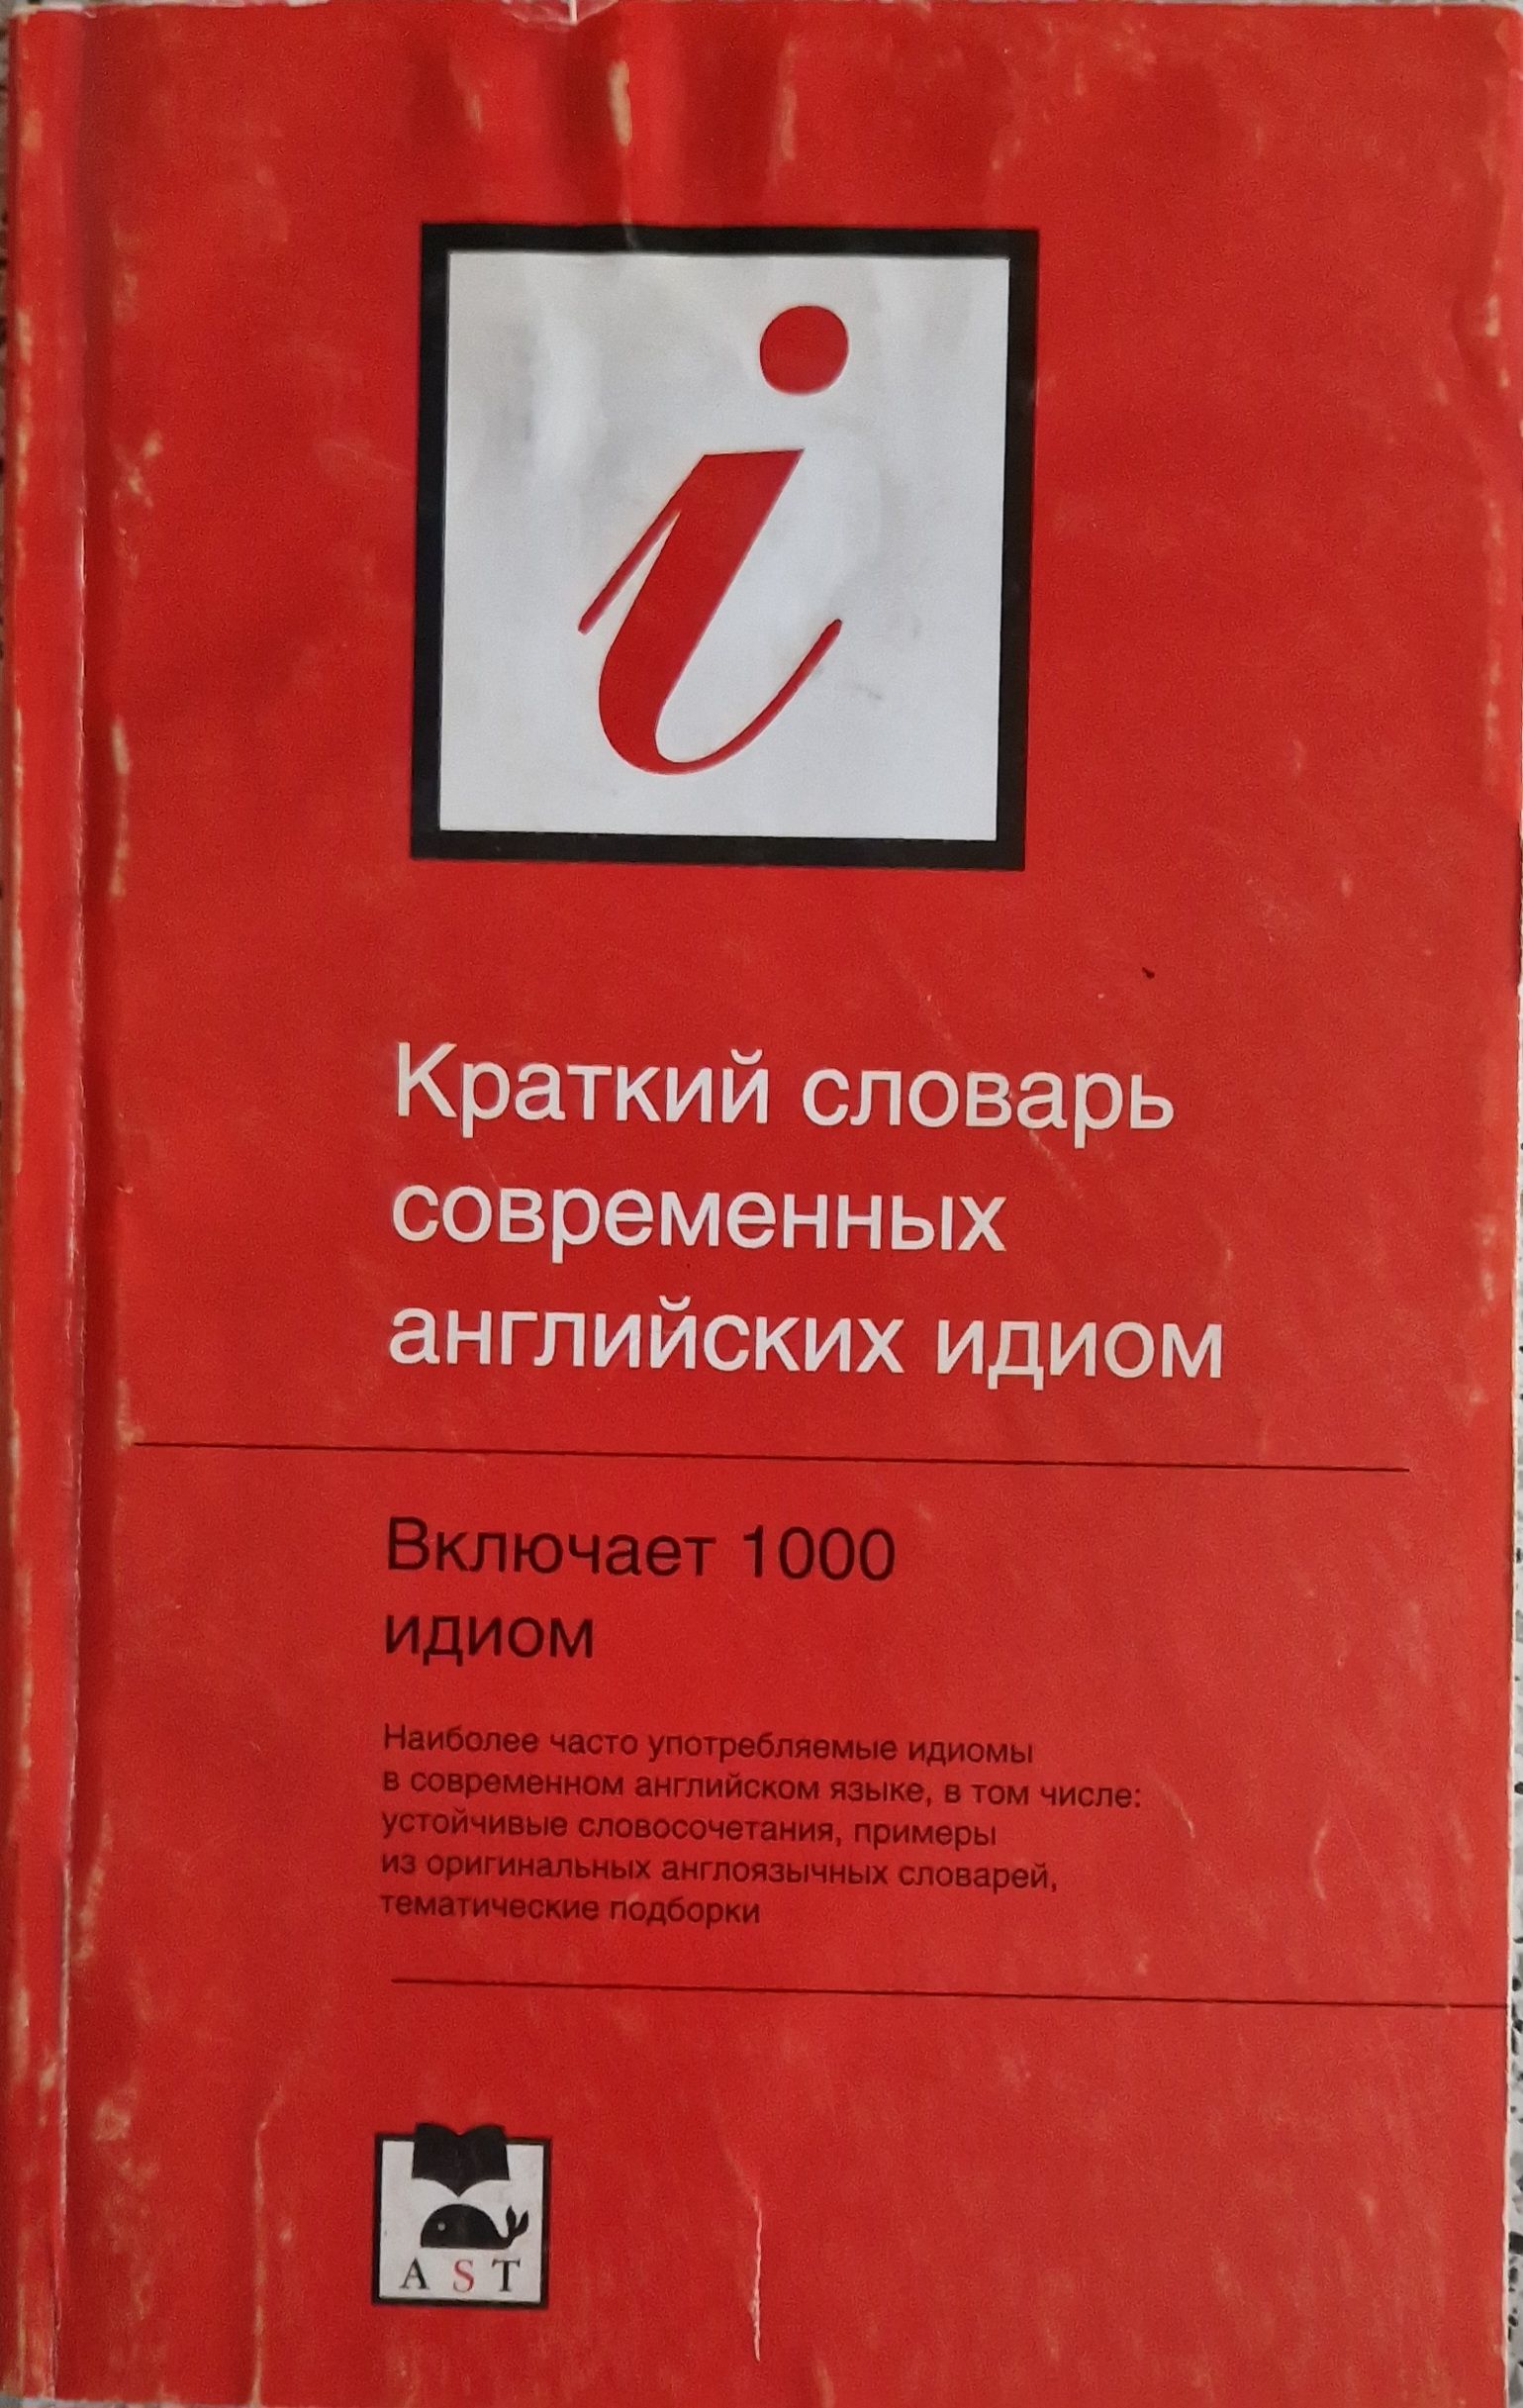 i
Краткий словарь
современных
английских идиом
Включает 1000
идиом
Наиболее часто употребляемые идиомы
в современном английском языке, в том числе:
устойчивые словосочетания, примеры
из оригинальных англоязычных словарей,
тематические подборки
AST